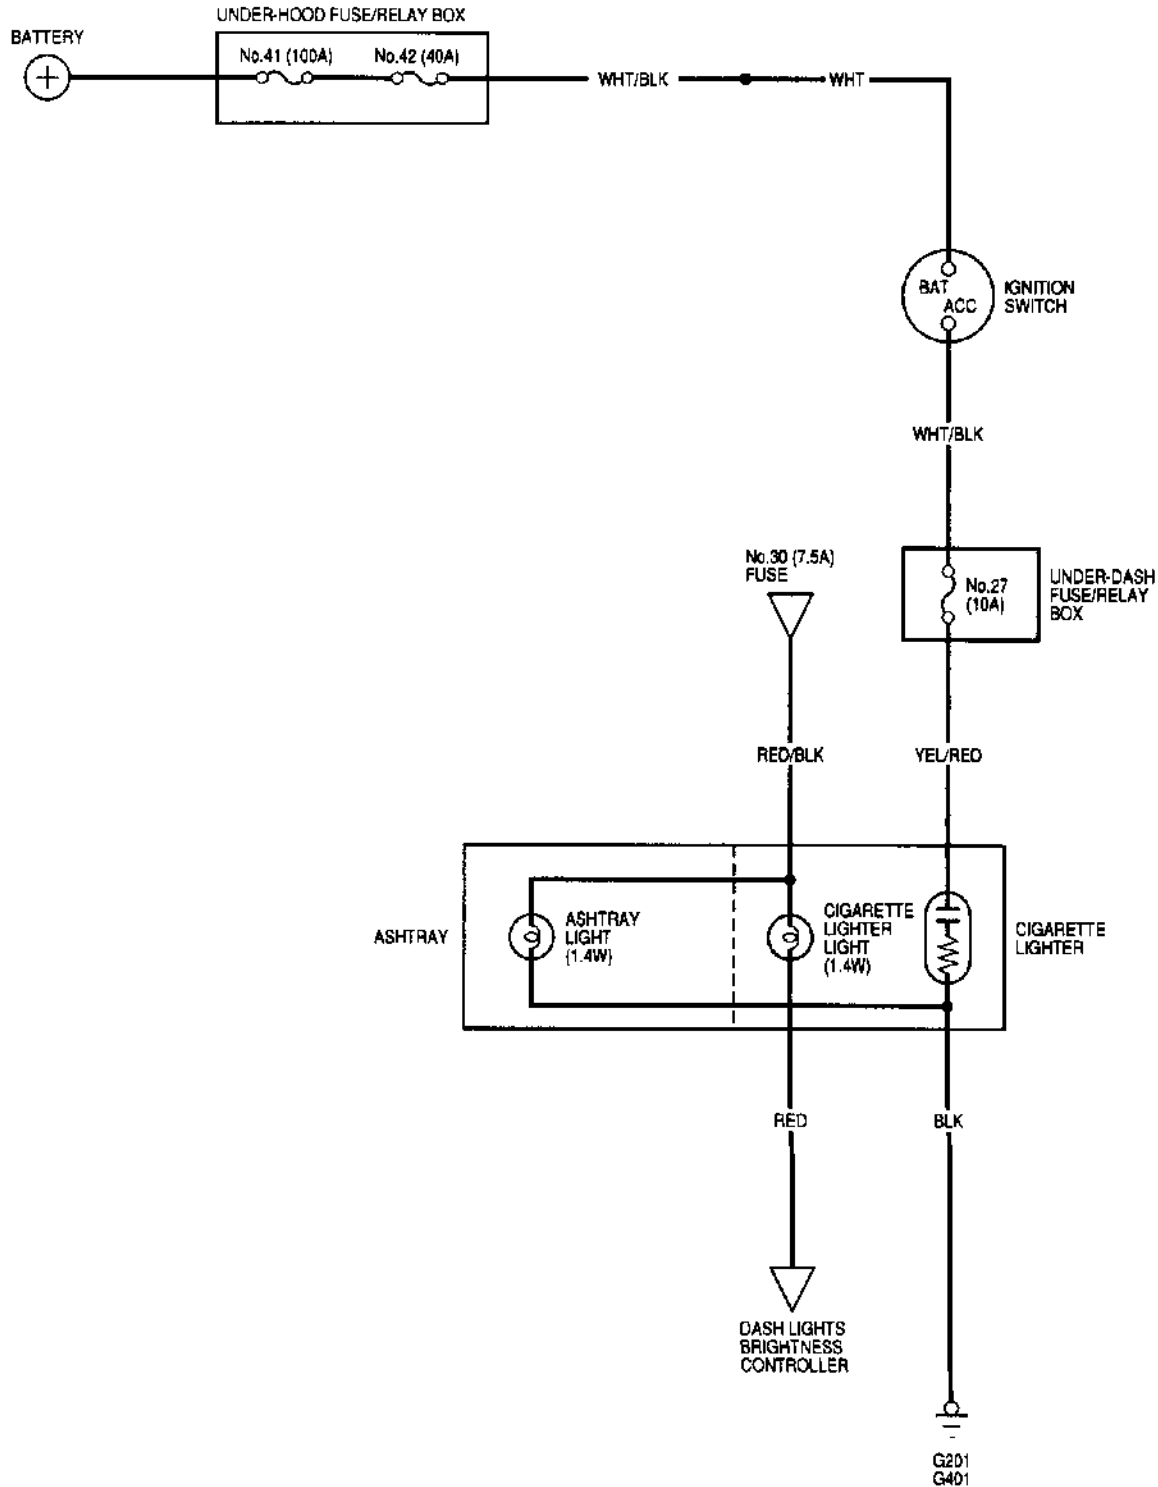 UNDER-HOOD FUSE/RELAY BOX
BATTERY
No.41 (100A)
No.42 (40A)
WHT/BLK
WHT
BAT
ACC
IGNITION
SWITCH
WHT/BLK
No.30 (7.5A)
FUSE
No.27
(10A)
UNDER-DASH
FUSE/RELAY
BOX
RED/BLK
YEL/RED
ASHTRAY
ASHTRAY
LIGHT
(1.4W)
CIGARETTE
LIGHTER
LIGHT
(1.4W)
CIGARETTE
LIGHTER
RED
BLK
DASH LIGHTS
BRIGHTNESS
CONTROLLER
G201
G401